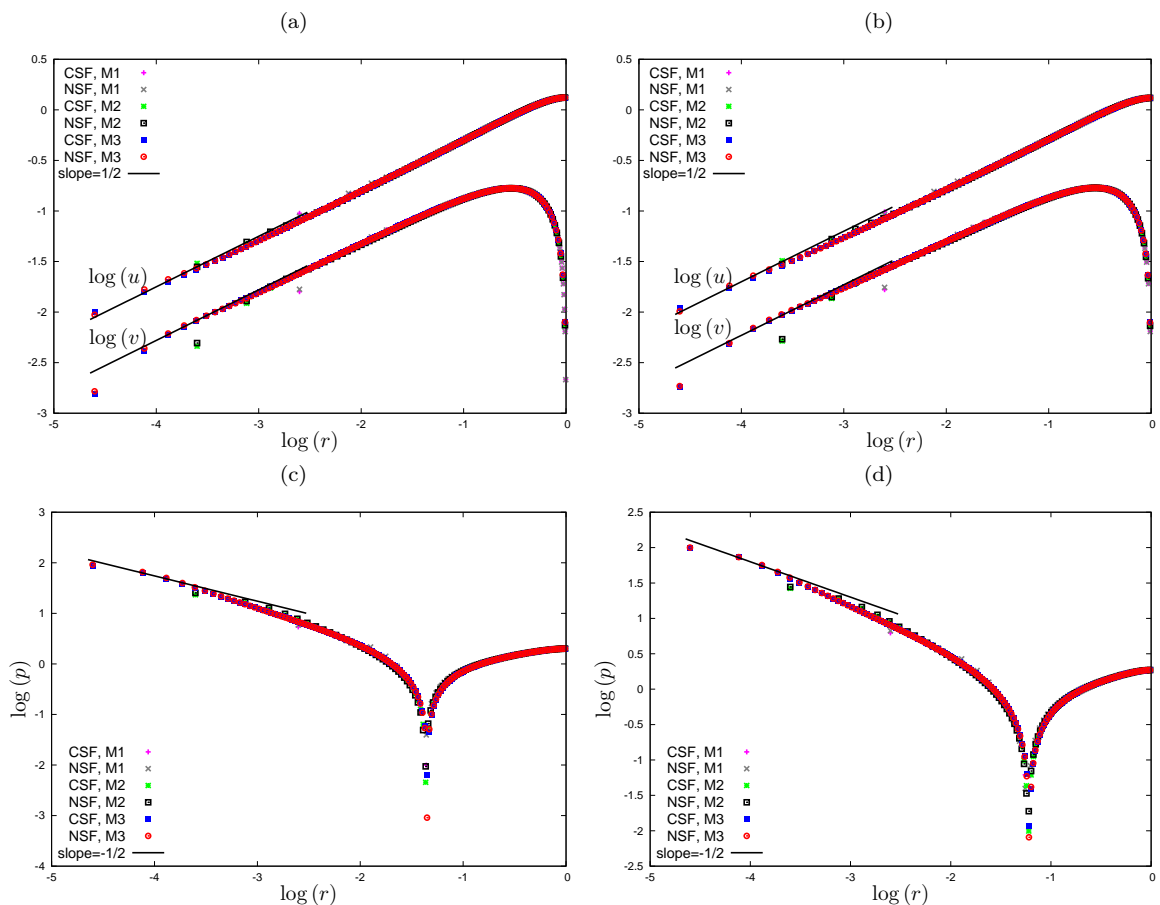 (a)
0.5
0
-0.5
-1
-1.5
-2
-2.5
-3
CSF, M1
NSF, M1
CSF, M2
NSF, M2
CSF, M3
NSF, M3
slope=1/2
log (u)
log (v)
-5 -4 -3 -2 -1 0
log (r)
(b)
0.5
0
-0.5
-1
-1.5
-2
-2.5
-3
CSF, M1
NSF, M1
CSF, M2
NSF, M2
CSF, M3
NSF, M3
slope=1/2
log (u)
log (v)
-5 -4 -3 -2 -1 0
log (r)
(c)
log (p)
3
2
1
0
-1
-2
-3
-4
CSF, M1
NSF, M1
CSF, M2
NSF, M2
CSF, M3
NSF, M3
slope=-1/2
-5 -4 -3 -2 -1 0
log (r)
(d)
log (p)
2.5
2
1.5
1
0.5
0
-0.5
-1
-1.5
-2
-2.5
CSF, M1
NSF, M1
CSF, M2
NSF, M2
CSF, M3
NSF, M3
slope=-1/2
-5 -4 -3 -2 -1 0
log (r)